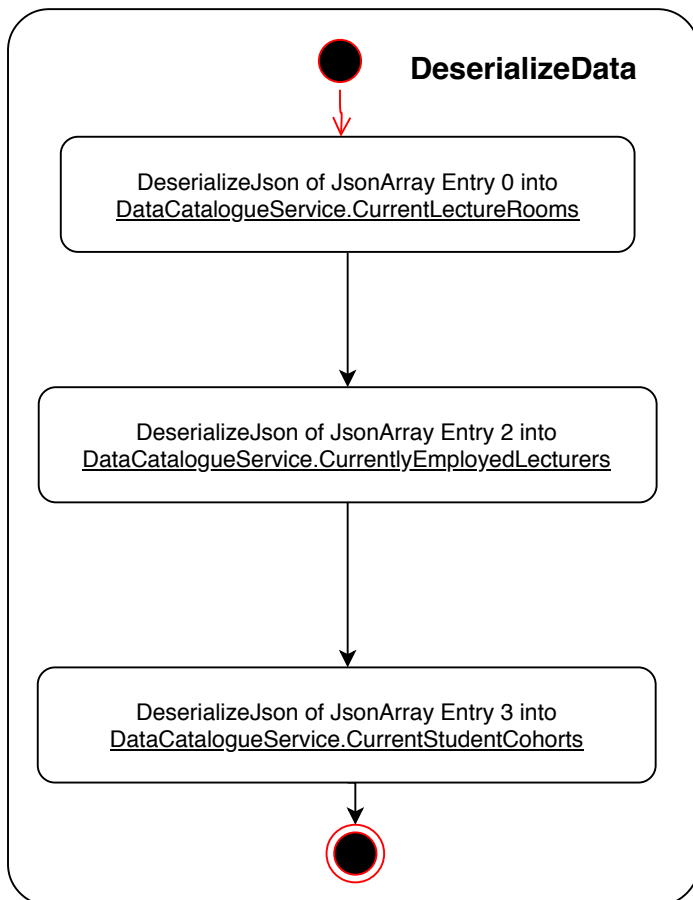 DeserializeData
DeserializeJson of JsonArray Entry 0 into
DataCatalogueService.CurrentLectureRooms
DeserializeJson of JsonArray Entry 2 into
DataCatalogueService.CurrentlyEmployedLecturers
DeserializeJson of JsonArray Entry 3 into
DataCatalogueService.CurrentStudentCohorts